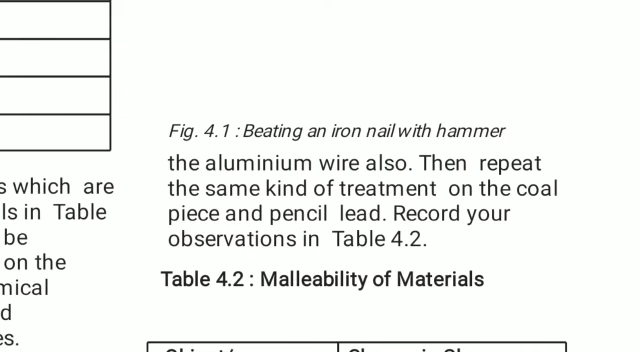 s which are
ls in Table
be
on the
mical
d
es.
Fig. 4.1 : Beating an iron nail with hammer
the aluminium wire also. Then repeat
the same kind of treatment on the coal
piece and pencil lead. Record your
observations in Table 4.2.
Table 4.2 : Malleability of Materials